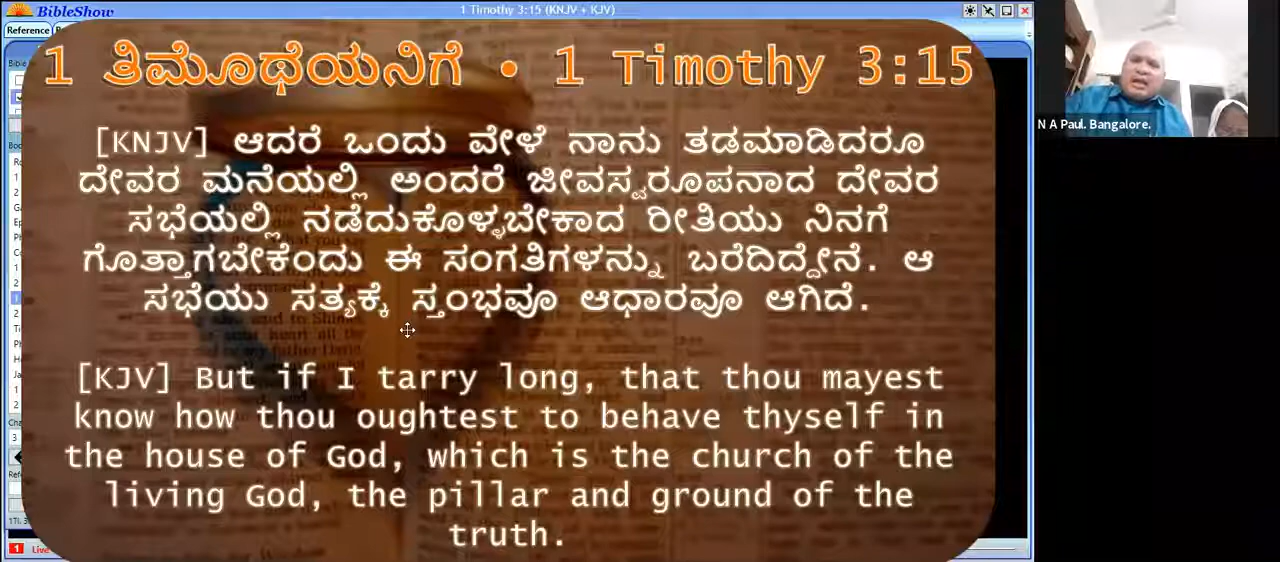 BibleShow
1 Timothy 3:15 (KNJV + KJV)
Reference
1 ತಿಮೊಥೆಯನಿಗೆ • 1 Timothy 3:15
[KNJV] ಆದರೆ ಒಂದು ವೇಳೆ ನಾನು ತಡಮಾಡಿದರೂ
ದೇವರ ಮನೆಯಲ್ಲಿ ಅಂದರೆ ಜೀವಸ್ವರೂಪನಾದ ದೇವರ
ಸಭೆಯಲ್ಲಿ ನಡೆದುಕೊಳ್ಳಬೇಕಾದ ರೀತಿಯು ನಿನಗೆ
ಗೊತ್ತಾಗಬೇಕೆಂದು ಈ ಸಂಗತಿಗಳನ್ನು ಬರೆದಿದ್ದೇನೆ. ಆ
ಸಭೆಯು ಸತ್ಯಕ್ಕೆ ಸ್ತಂಭವೂ ಆಧಾರವೂ ಆಗಿದೆ.
[KJV] But if I tarry long, that thou mayest
know how thou oughtest to behave thyself in
the house of God, which is the church of the
living God, the pillar and ground of the
truth.
N A Paul. Bangalore.